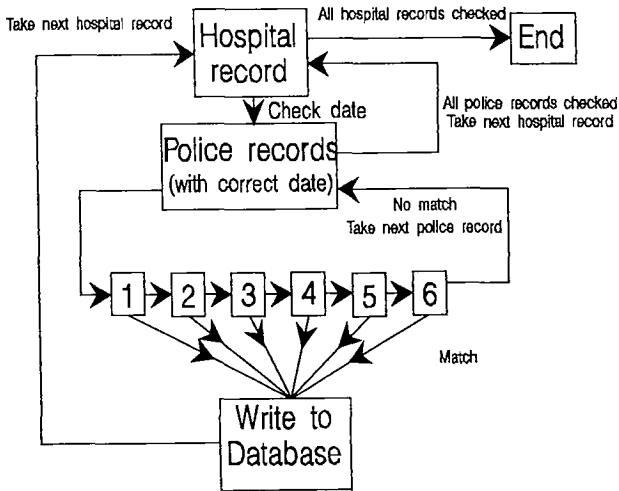 Take next hospital record
Hospital
record
All hospital records checked
End
Check date
All police records checked
Take next hospital record
Police records
(with correct date)
No match
Take next police record
1 2 3 4 5 6
Match
Write to
Database